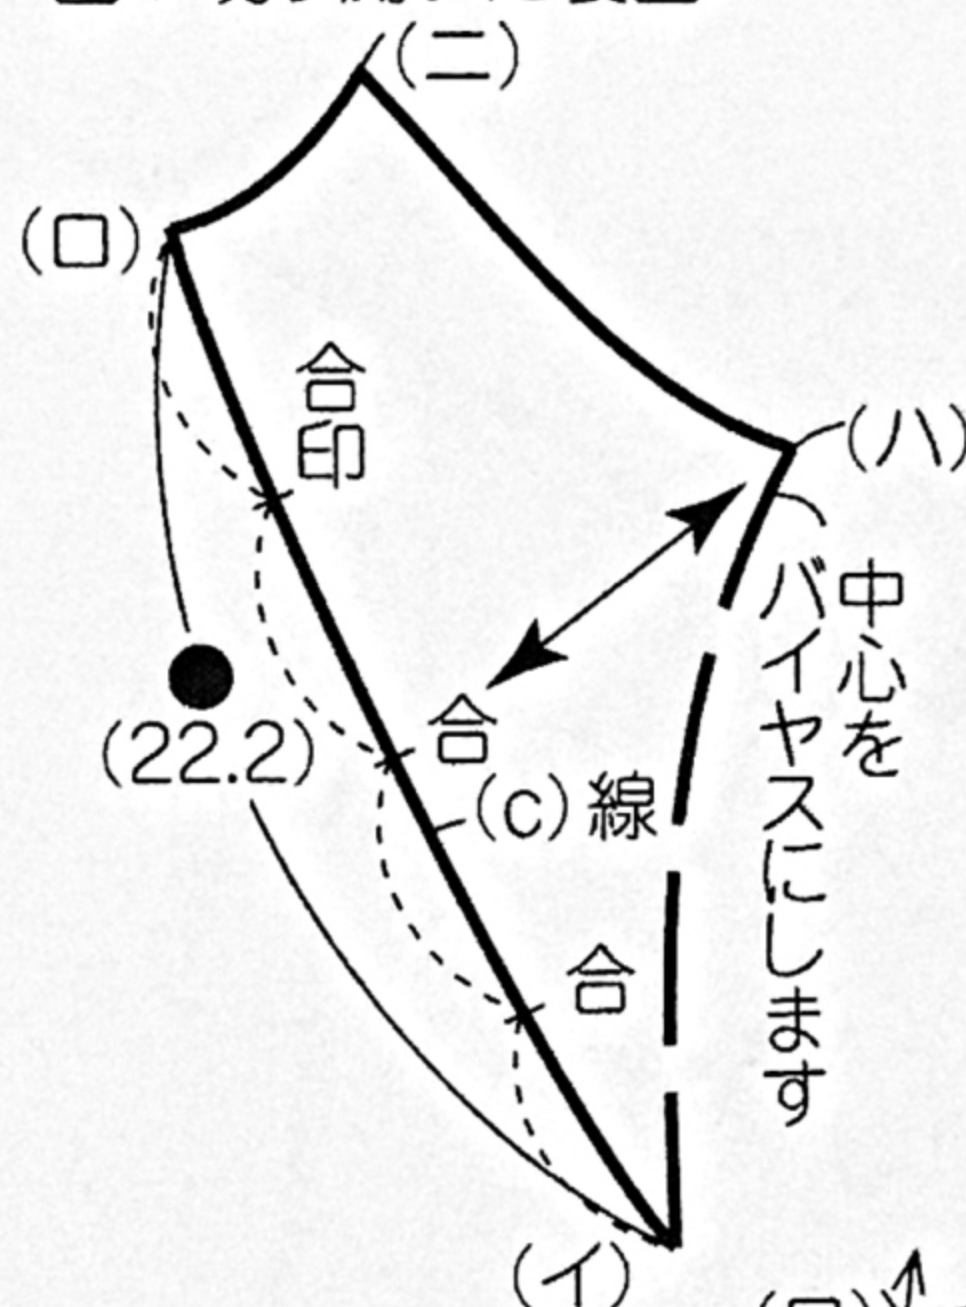 (ニ)
(ロ)
合印
(ハ)
中心を
バイヤスにします
●
(22.2)
合
(C)線
合
(イ)